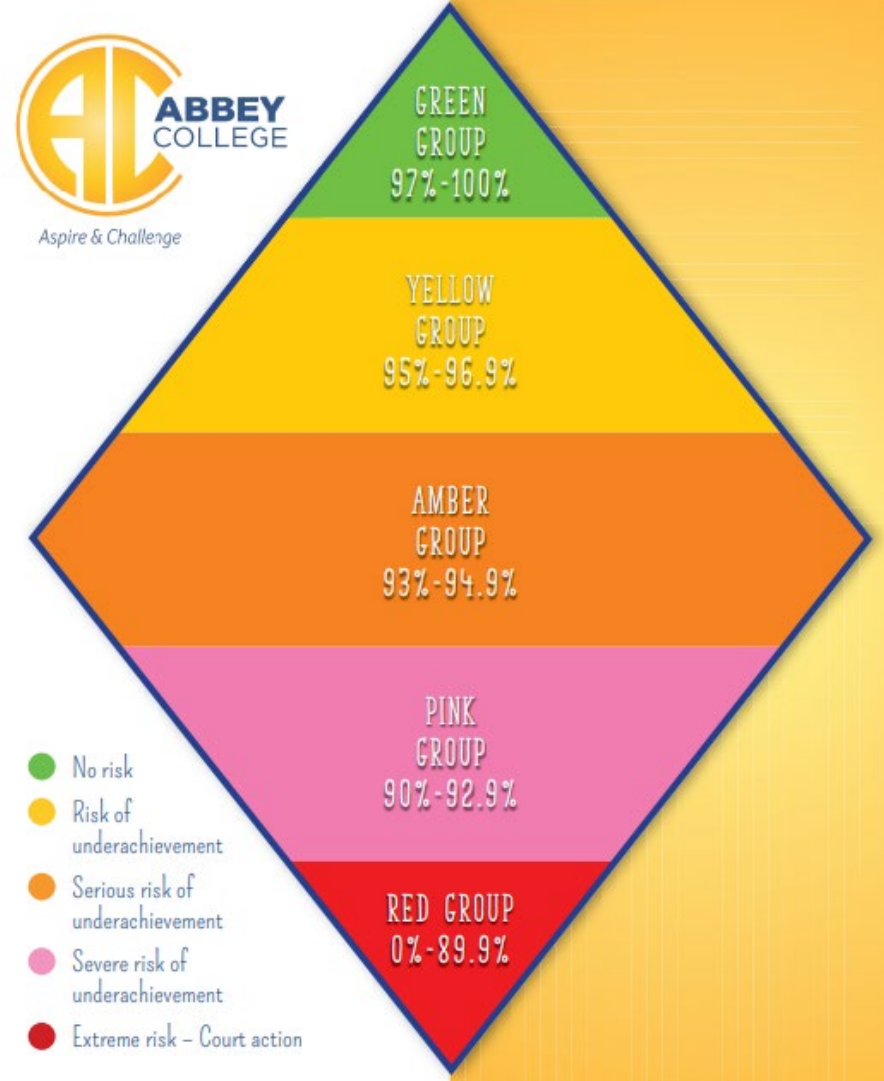 ABBEY
COLLEGE
Aspire & Challenge
GREEN
GROUP
97%-100%
YELLOW
GROUP
95%-96.9%
AMBER
GROUP
93%-94.9%
PINK
GROUP
90%-92.9%
RED GROUP
0%-89.9%
No risk
Risk of
underachievement
Serious risk of
underachievement
Severe risk of
underachievement
Extreme risk – Court action